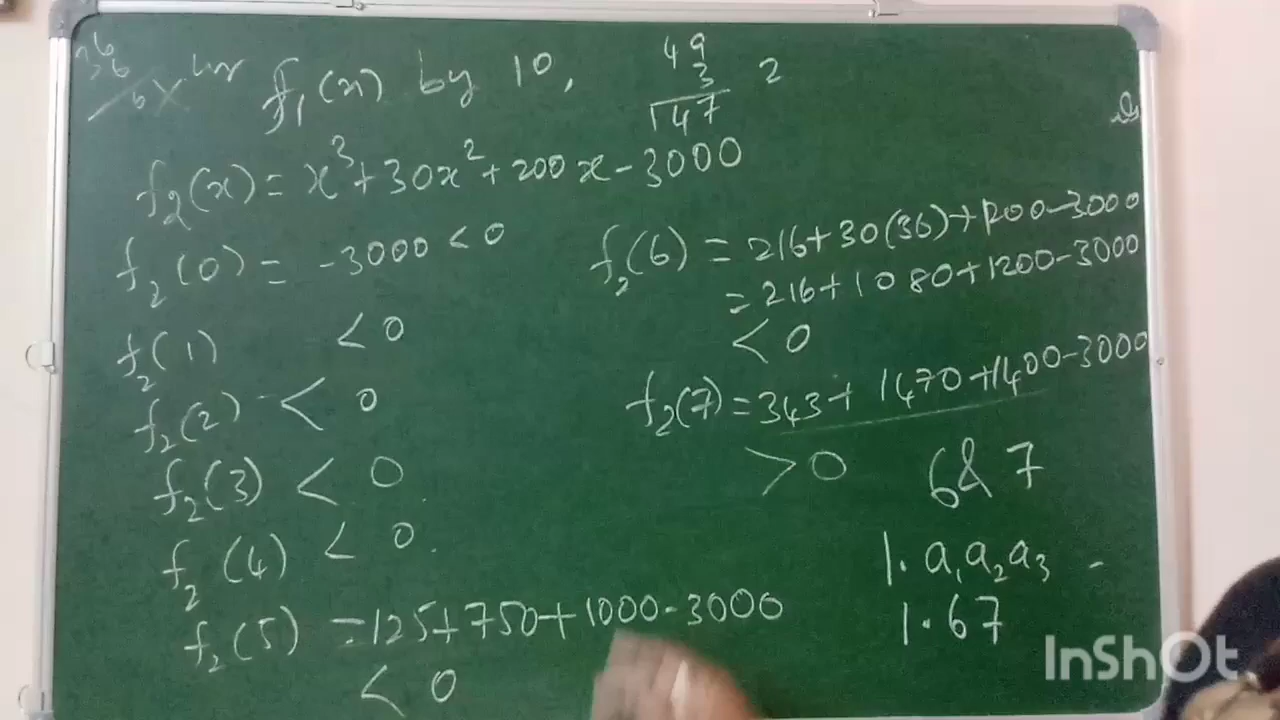 36
6 ×
f₁(x) by 10,
49
3
147
2
f₂(x) = x³+30x²+200x-3000
f₂(0) = -3000 < 0
f₂(1) < 0
f₂(2) < 0
f₂(3) < 0.
f₂(4) < 0.
f₂(5) = 125+750+1000-3000
< 0
f₂(6) = 216+30(36)+1200-3000
= 216+1080+1200-3000
< 0
f₂(7) = 343+1470+1400-3000
> 0
6 & 7
1.a₁a₂a₃ -
1.67
InShOt